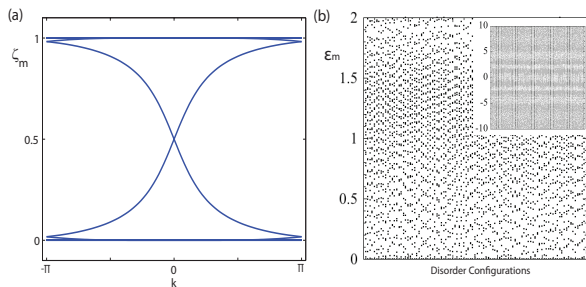 (a)
1
ζm
0.5
0
-π
0
π
k
(b)
2
εm
1.5
1
0.5
0
10
5
0
-5
-10
Disorder Configurations